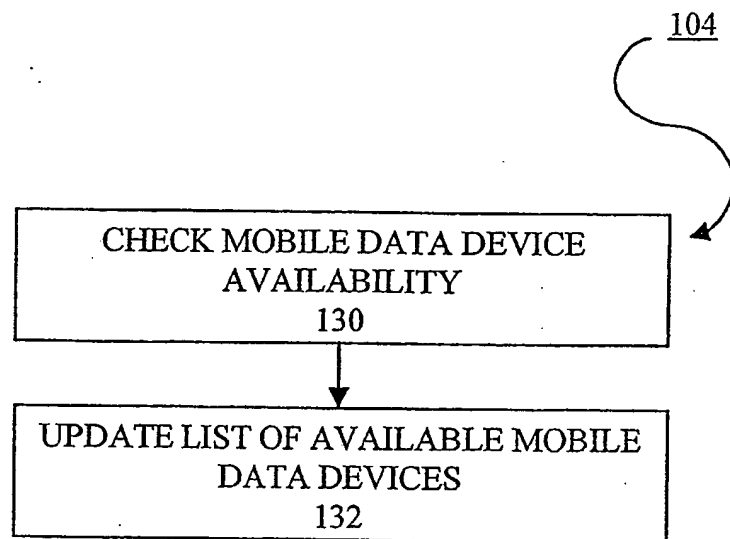 104
CHECK MOBILE DATA DEVICE
AVAILABILITY
130
UPDATE LIST OF AVAILABLE MOBILE
DATA DEVICES
132